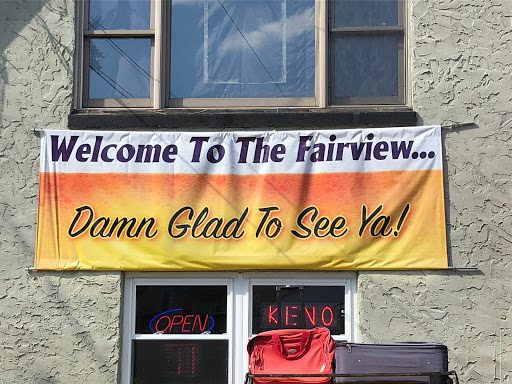 Welcome To The Fairview...
Damn Glad To See Ya!
OPEN
KENO